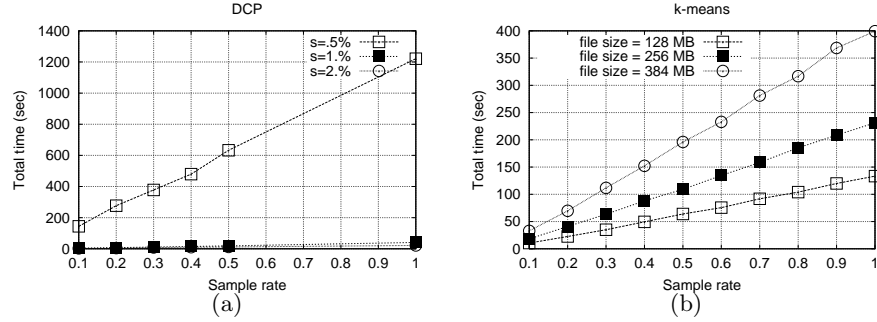 DCP
1400
1200
1000
800
600
400
200
0
Total time (sec)
s=.5%
s=1.%
s=2.%
0.1 0.2 0.3 0.4 0.5 0.6 0.7 0.8 0.9 1
Sample rate
(a)
k-means
400
350
300
250
200
150
100
50
0
Total time (sec)
file size = 128 MB
file size = 256 MB
file size = 384 MB
0.1 0.2 0.3 0.4 0.5 0.6 0.7 0.8 0.9 1
Sample rate
(b)